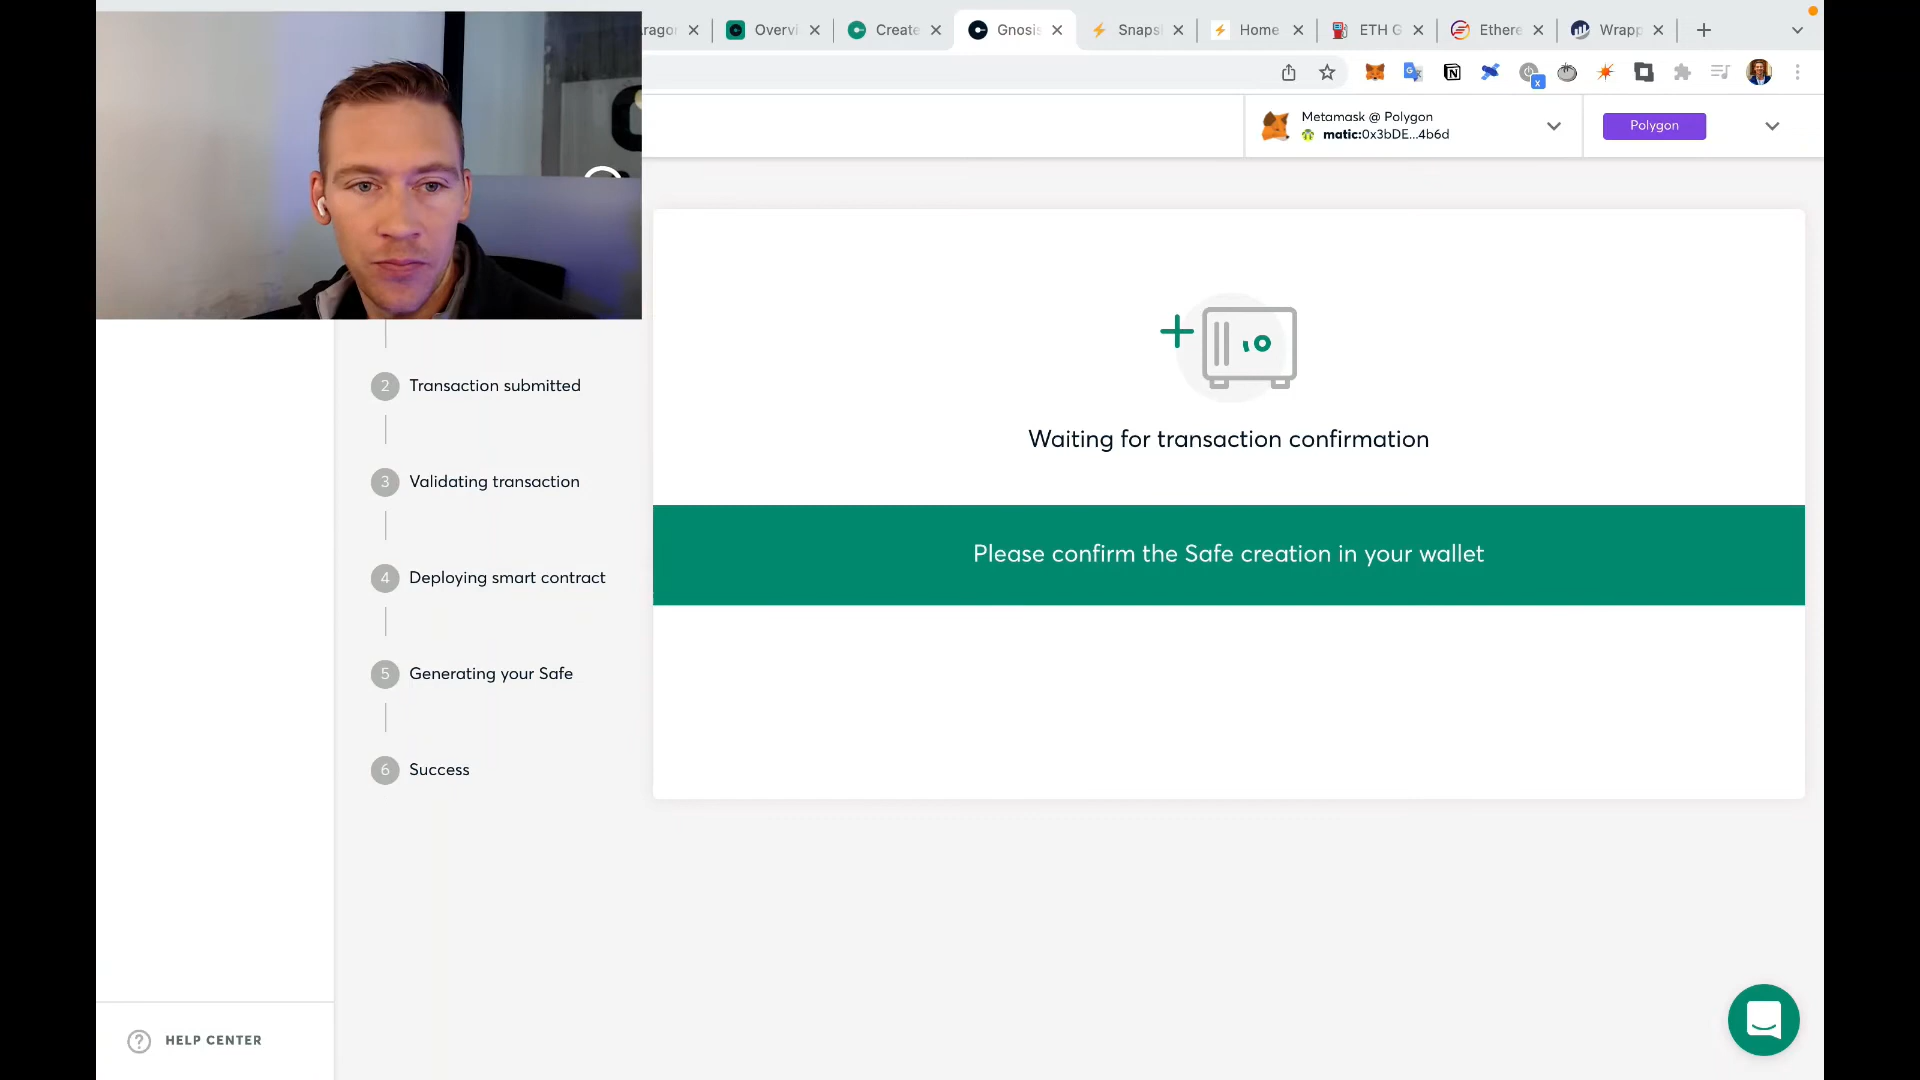 ragor
Overvi
Create
Gnosis
Snaps
Home
ETH G
Ethere
Wrapp
Metamask @ Polygon
matic:0x3bDE...4b6d
Polygon
Waiting for transaction confirmation
Please confirm the Safe creation in your wallet
2 Transaction submitted
3 Validating transaction
4 Deploying smart contract
5 Generating your Safe
6 Success
? HELP CENTER